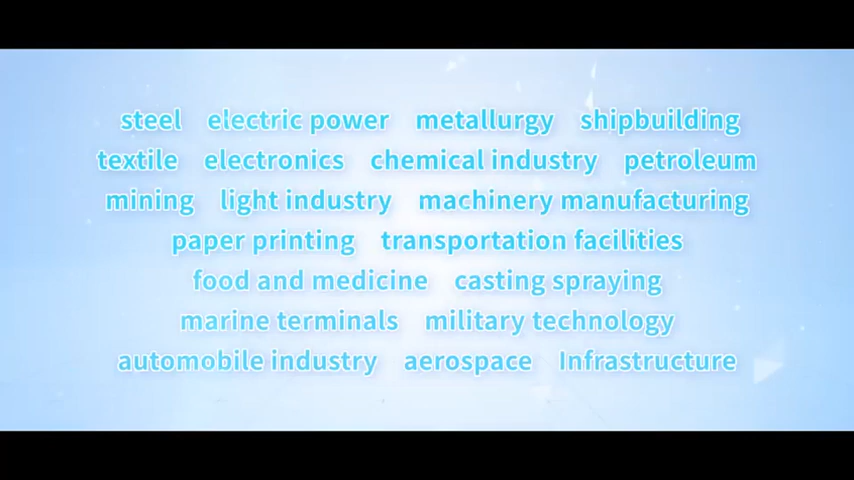 steel electric power metallurgy shipbuilding
textile electronics chemical industry petroleum
mining light industry machinery manufacturing
paper printing transportation facilities
food and medicine casting spraying
marine terminals military technology
automobile industry aerospace Infrastructure